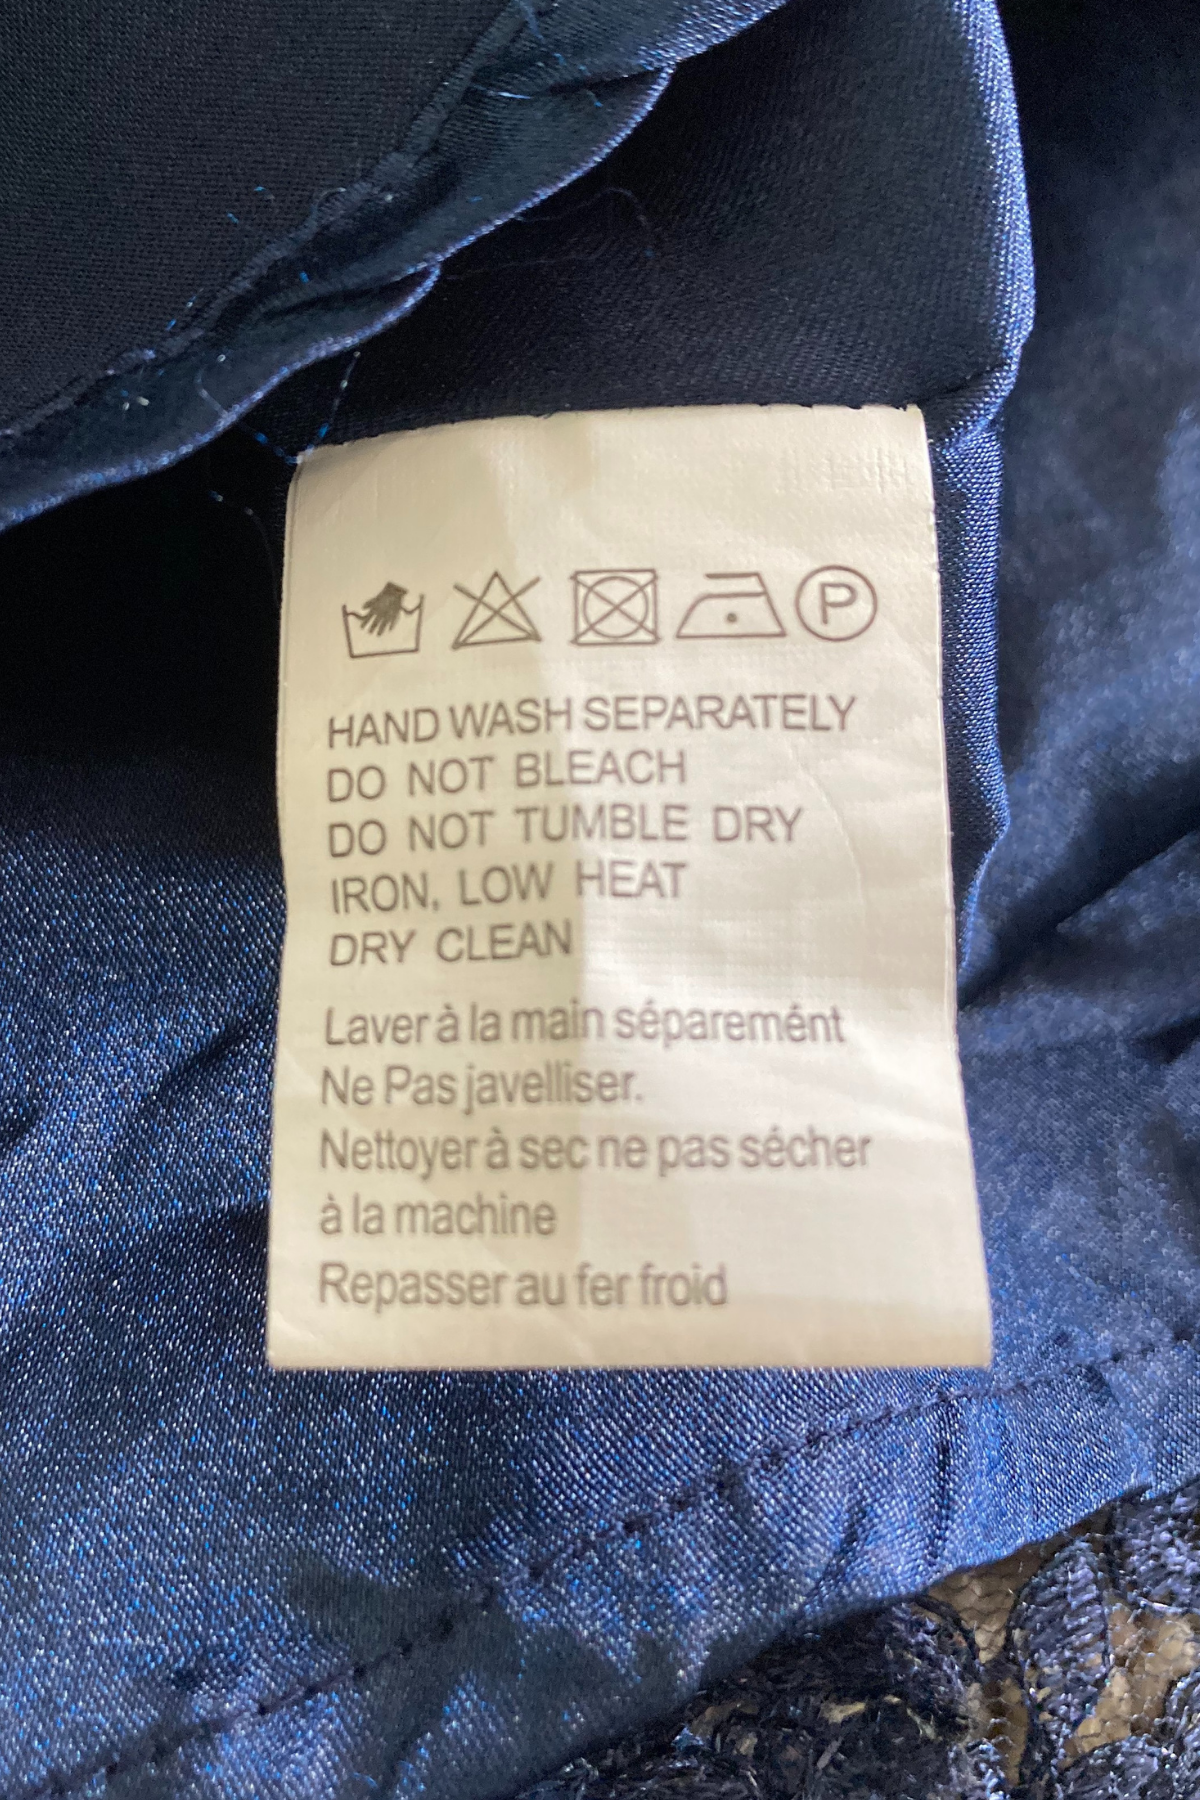 P
HAND WASH SEPARATELY
DO NOT BLEACH
DO NOT TUMBLE DRY
IRON, LOW HEAT
DRY CLEAN
Laver à la main séparemént
Ne Pas javelliser.
Nettoyer à sec ne pas sécher
à la machine
Repasser au fer froid